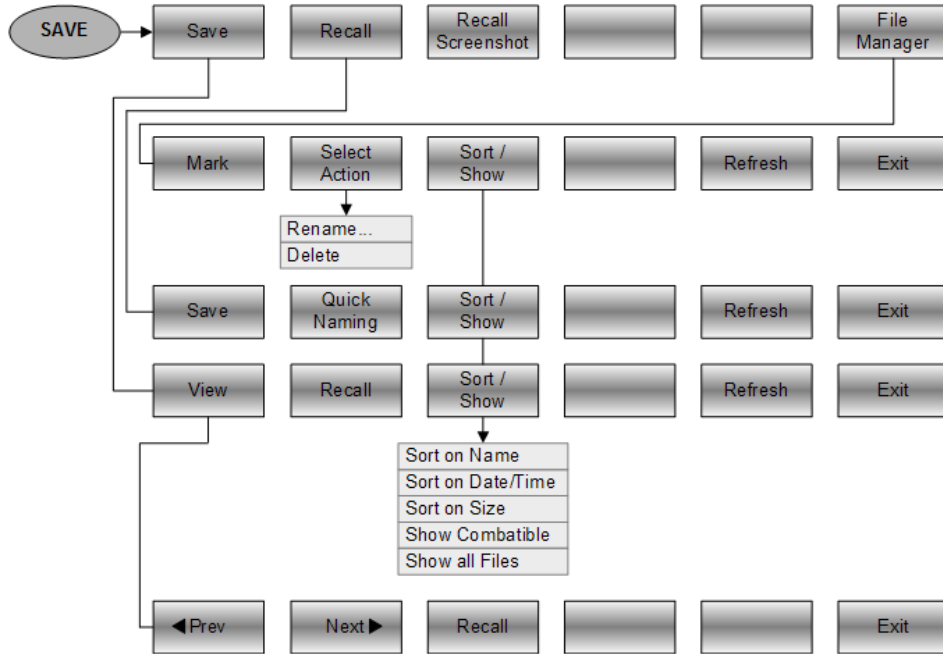 SAVE
Save
Recall
Recall
Screenshot
File
Manager
Mark
Select
Action
Sort /
Show
Refresh
Exit
Rename...
Delete
Save
Quick
Naming
Sort /
Show
Refresh
Exit
View
Recall
Sort /
Show
Refresh
Exit
Sort on Name
Sort on Date/Time
Sort on Size
Show Combatible
Show all Files
◀Prev
Next▶
Recall
Exit